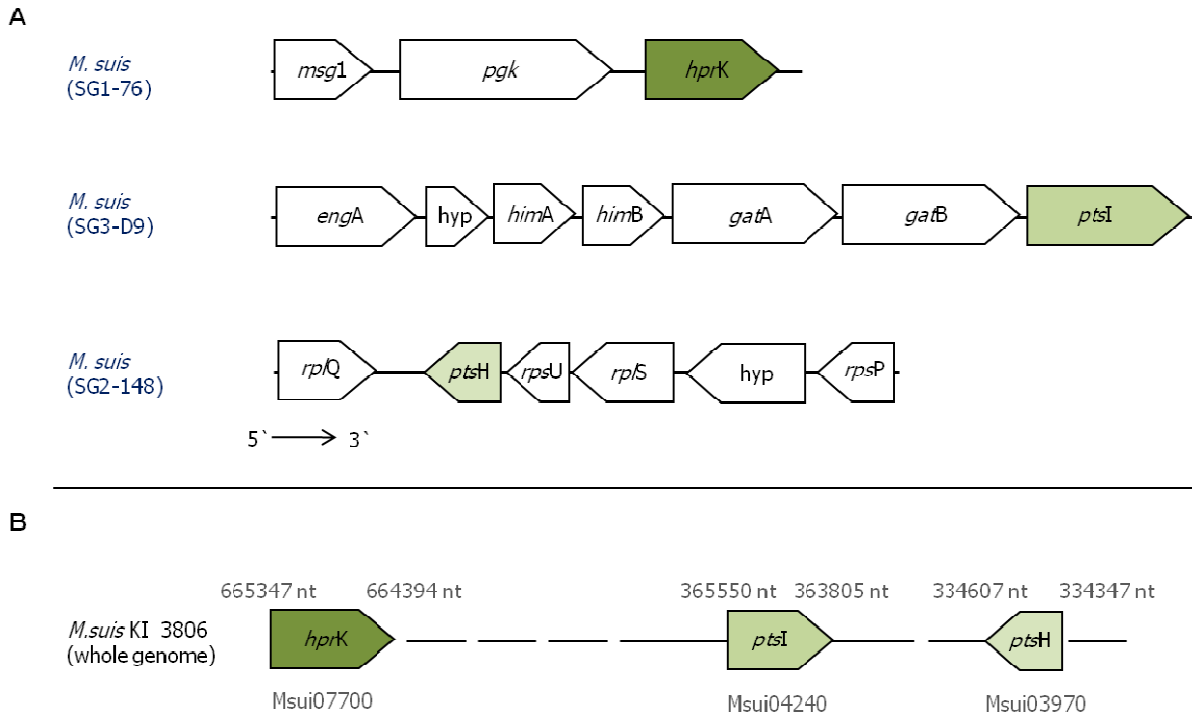 A
M. suis
(SG1-76)
msg1 pgk hprK
M. suis
(SG3-D9)
engA hyp himA himB gatA gatB ptsI
M. suis
(SG2-148)
rplQ ptsH rpsU rplS hyp rpsP
5` 3`
B
665347 nt 664394 nt 365550 nt 363805 nt 334607 nt 334347 nt
M.suis KI 3806
(whole genome)
hprK ptsI ptsH
Msui07700 Msui04240 Msui03970